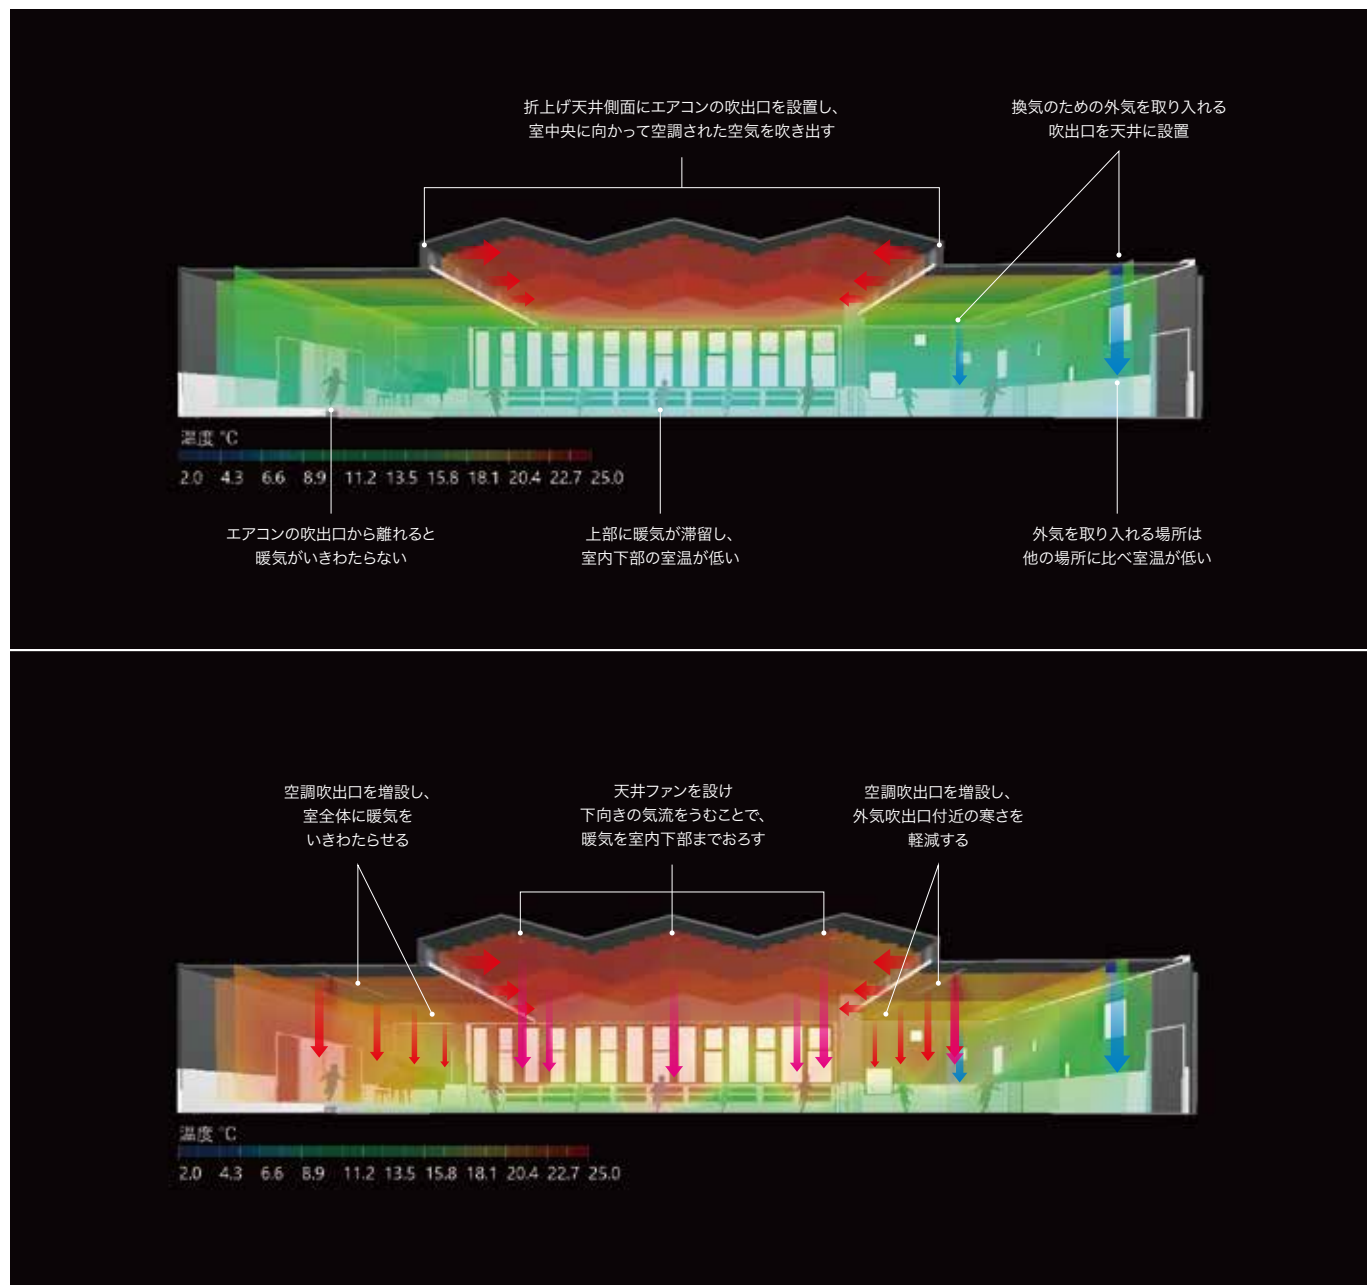 折上げ天井側面にエアコンの吹出口を設置し、
室中央に向かって空調された空気を吹き出す
換気のための外気を取り入れる
吹出口を天井に設置
温度 °C
2.0 4.3 6.6 8.9 11.2 13.5 15.8 18.1 20.4 22.7 25.0
エアコンの吹出口から離れると
暖気がいきわたらない
上部に暖気が滞留し、
室内下部の室温が低い
外気を取り入れる場所は
他の場所に比べ室温が低い
空調吹出口を増設し、
室全体に暖気を
いきわたらせる
天井ファンを設け
下向きの気流をうむことで、
暖気を室内下部までおろす
空調吹出口を増設し、
外気吹出口付近の寒さを
軽減する
温度 °C
2.0 4.3 6.6 8.9 11.2 13.5 15.8 18.1 20.4 22.7 25.0